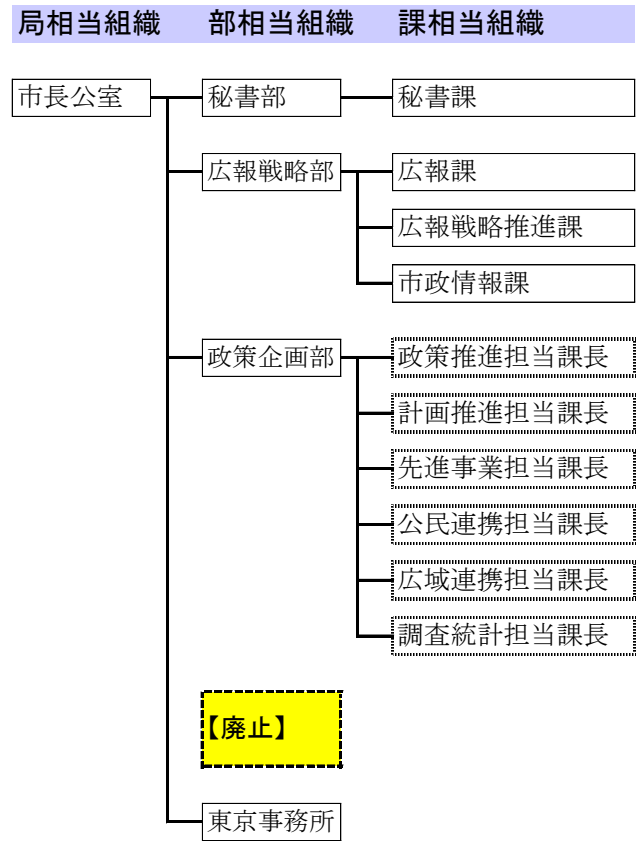 局相当組織 部相当組織 課相当組織
市長公室 秘書部 秘書課
広報戦略部 広報課
広報戦略推進課
市政情報課
政策企画部 政策推進担当課長
計画推進担当課長
先進事業担当課長
公民連携担当課長
広域連携担当課長
調査統計担当課長
【廃止】
東京事務所